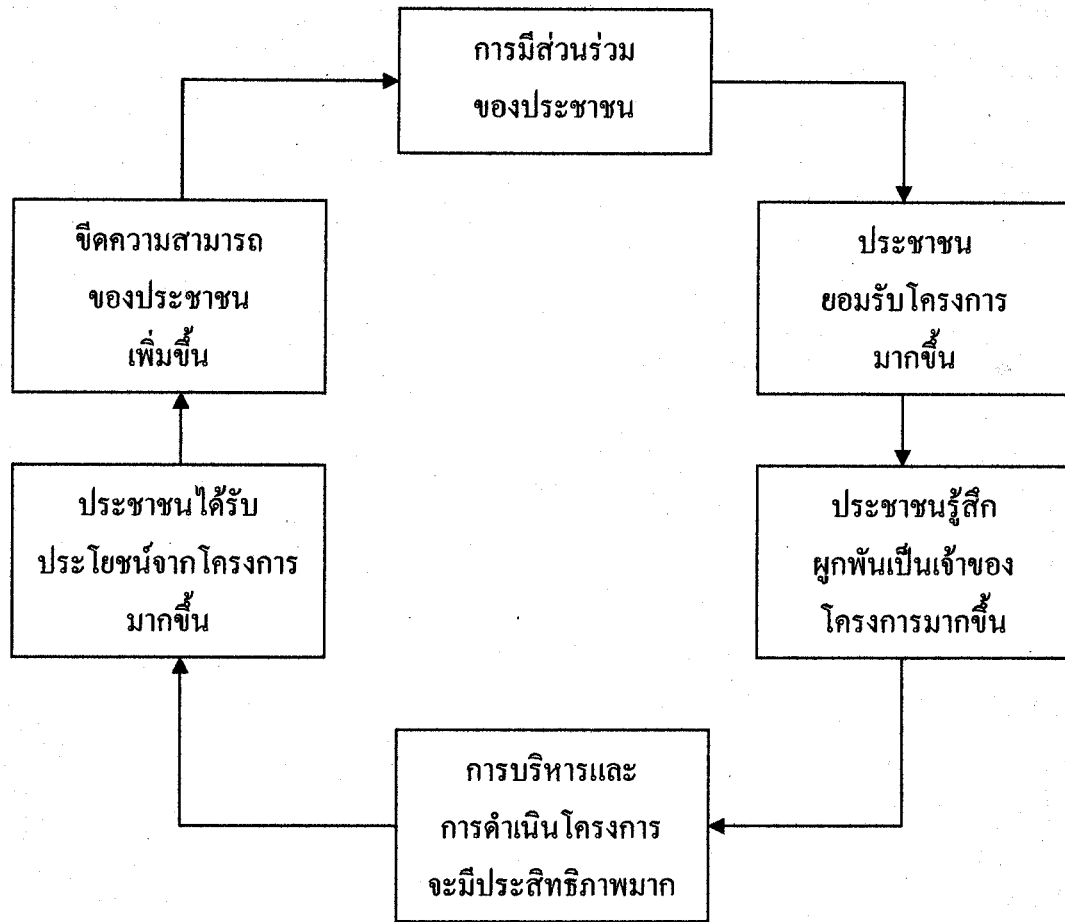 การมีส่วนร่วม
ของประชาชน
ประชาชน
ยอมรับโครงการ
มากขึ้น
ประชาชนรู้สึก
ผูกพันเป็นเจ้าของ
โครงการมากขึ้น
การบริหารและ
การดำเนินโครงการ
จะมีประสิทธิภาพมาก
ประชาชนได้รับ
ประโยชน์จากโครงการ
มากขึ้น
ขีดความสามารถ
ของประชาชน
เพิ่มขึ้น